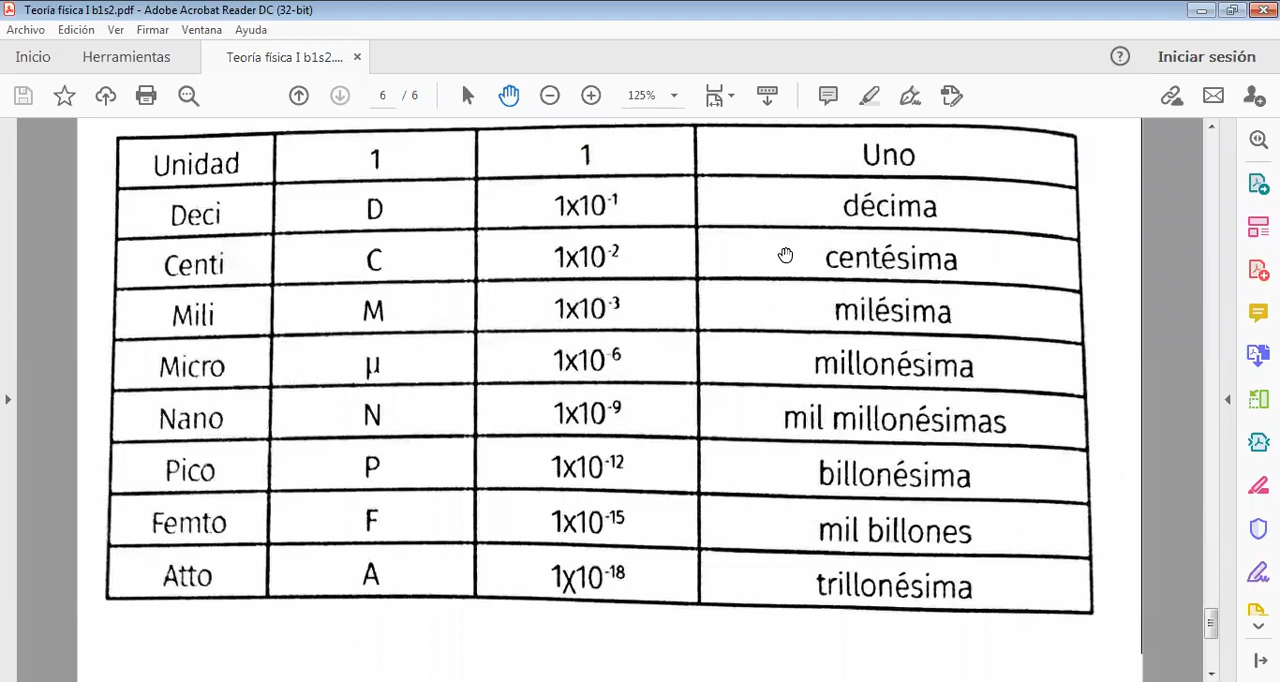 Teoría física I b1s2.pdf - Adobe Acrobat Reader DC (32-bit)
Archivo Edición Ver Firmar Ventana Ayuda
Inicio Herramientas Teoría física I b1s2.... × Iniciar sesión
6 / 6 125%
Unidad 1 1 Uno
Deci D 1x10⁻¹ décima
Centi C 1x10⁻² centésima
Mili M 1x10⁻³ milésima
Micro μ 1x10⁻⁶ millonésima
Nano N 1x10⁻⁹ mil millonésimas
Pico P 1x10⁻¹² billonésima
Femto F 1x10⁻¹⁵ mil billones
Atto A 1x10⁻¹⁸ trillonésima